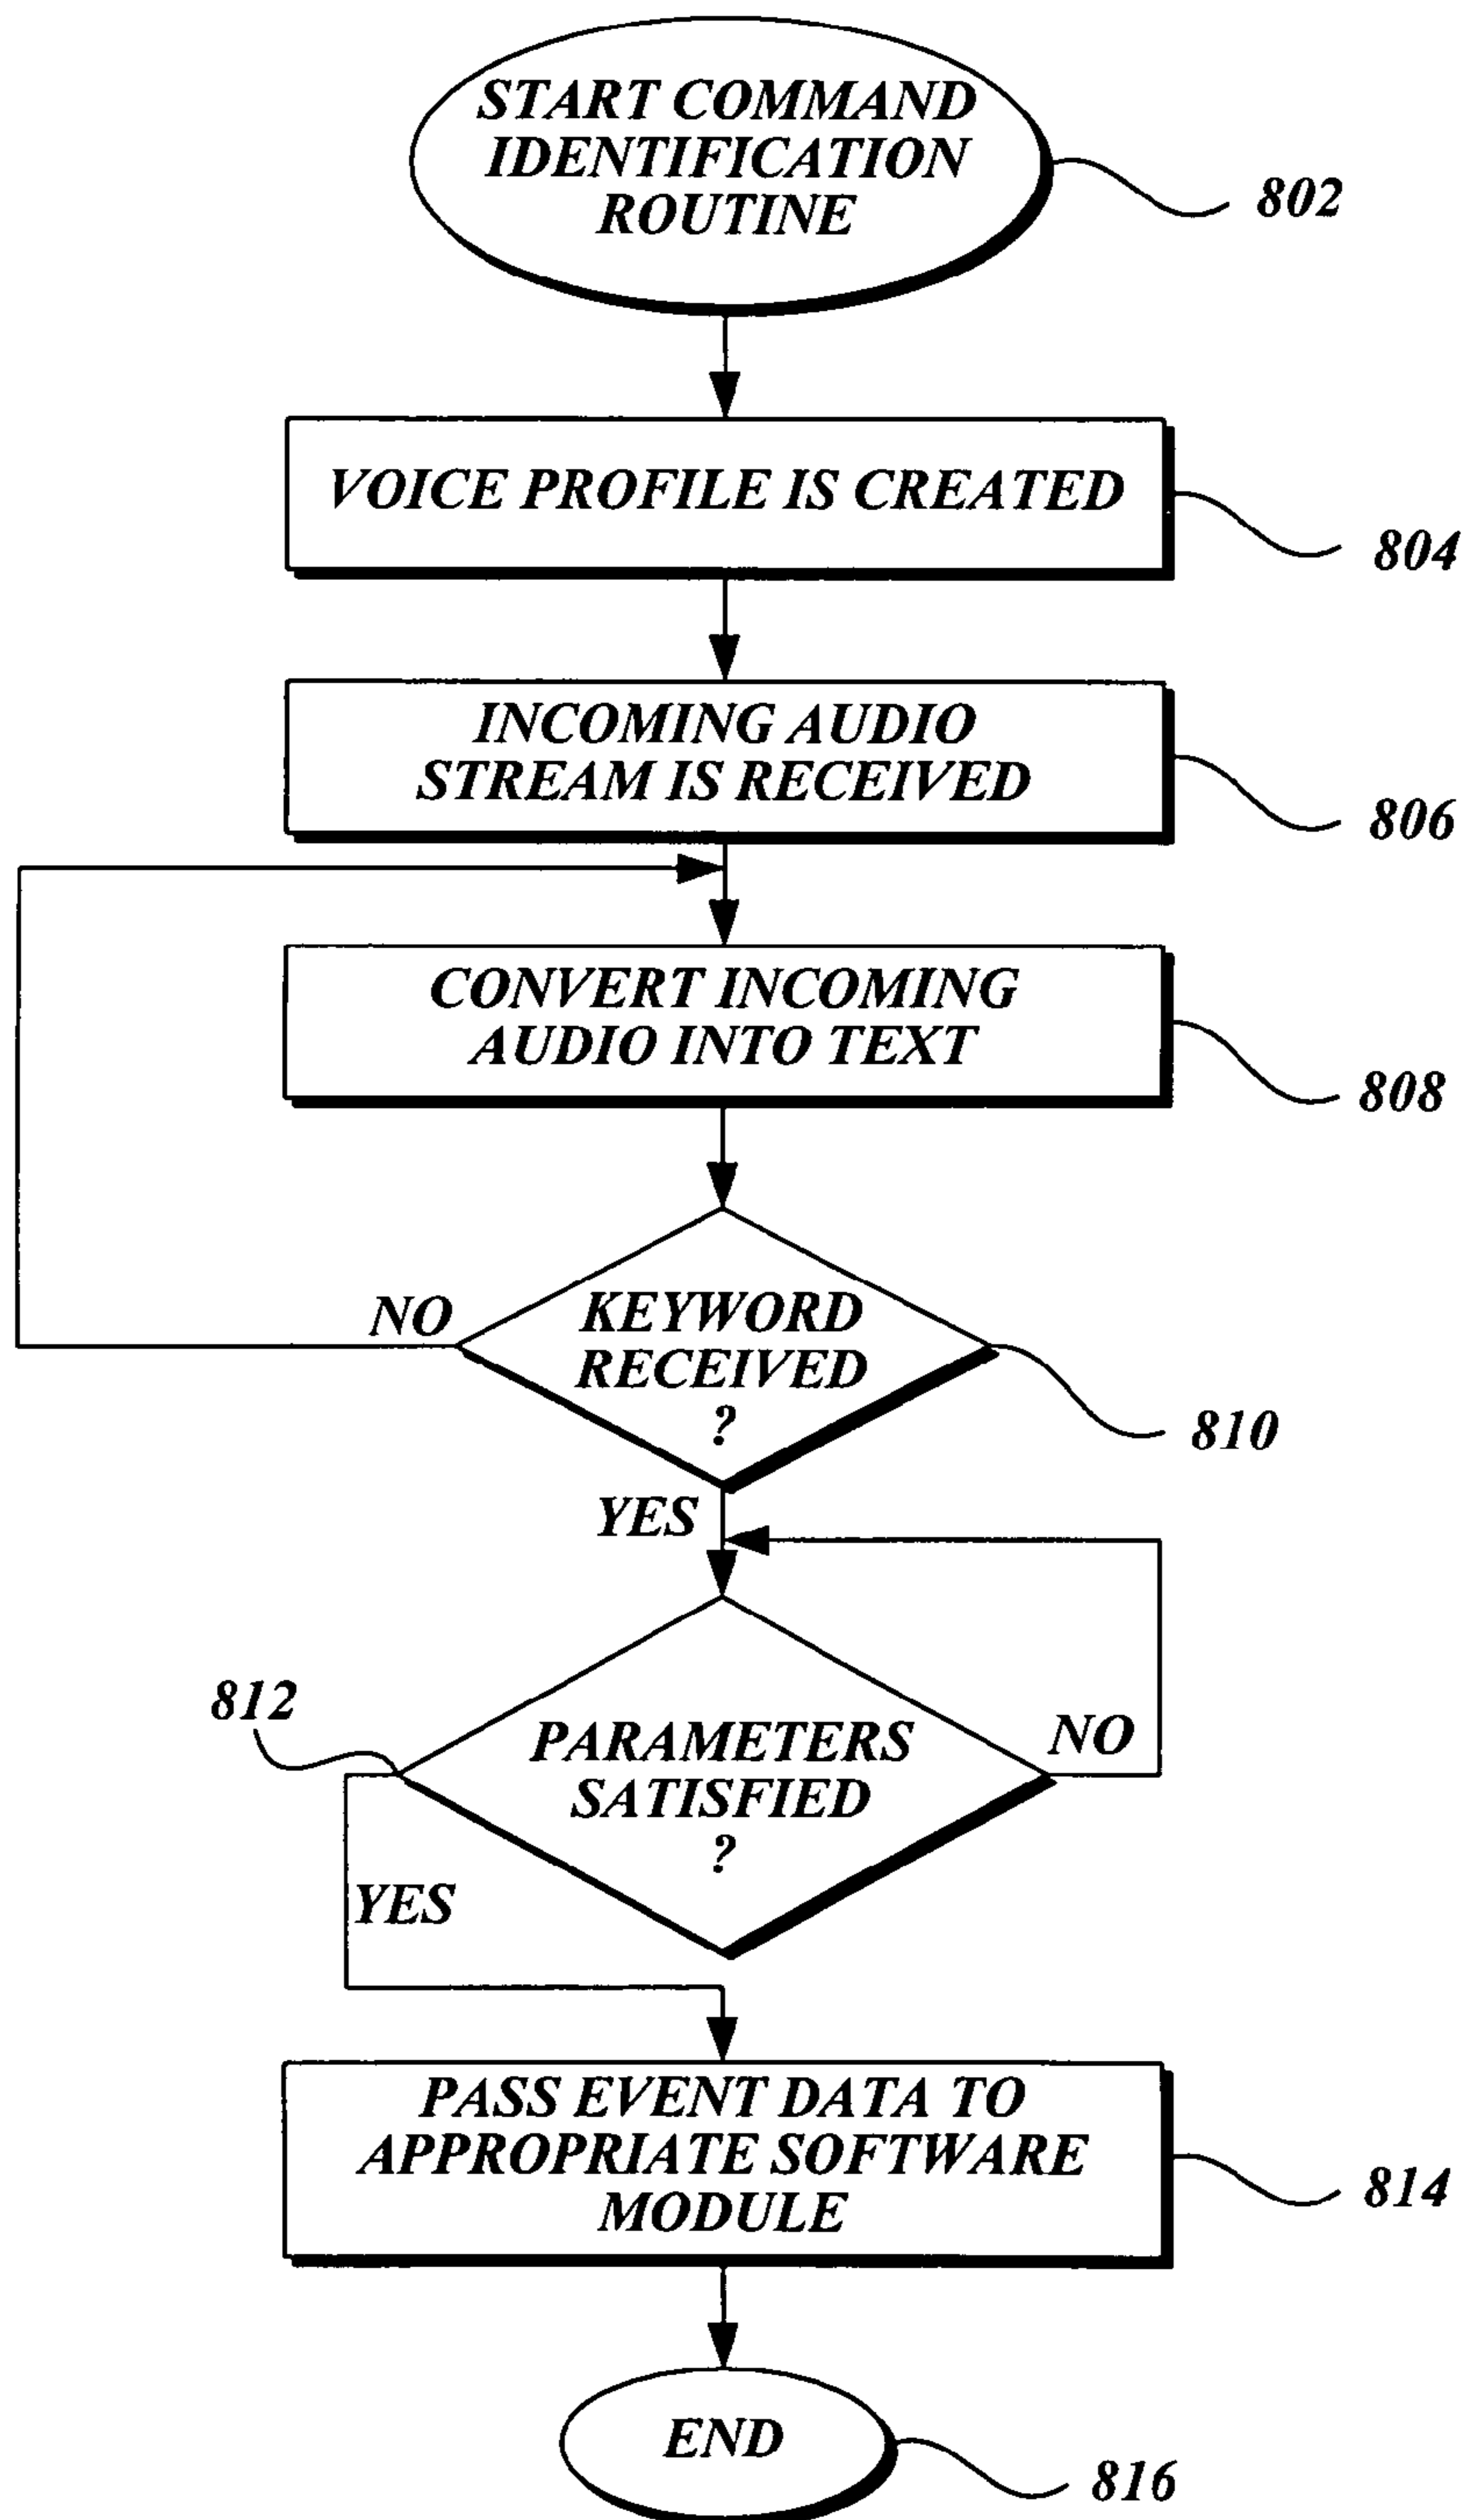 START COMMAND
IDENTIFICATION
ROUTINE
802
VOICE PROFILE IS CREATED
804
INCOMING AUDIO
STREAM IS RECEIVED
806
CONVERT INCOMING
AUDIO INTO TEXT
808
NO
KEYWORD
RECEIVED
?
810
YES
812
PARAMETERS
SATISFIED
?
NO
YES
PASS EVENT DATA TO
APPROPRIATE SOFTWARE
MODULE
814
END
816